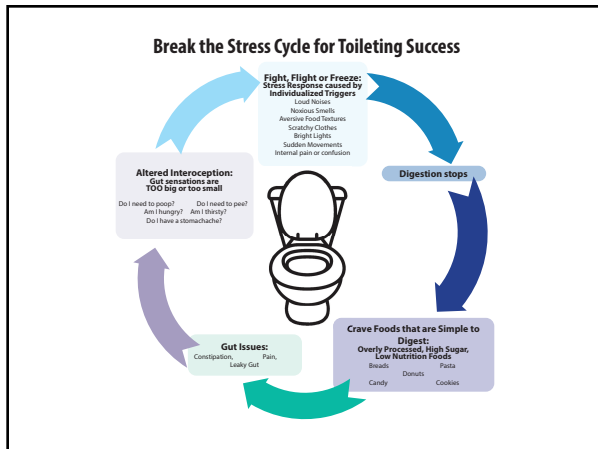 Break the Stress Cycle for Toileting Success
Fight, Flight or Freeze:
Stress Response caused by
Individualized Triggers
Loud Noises
Noxious Smells
Aversive Food Textures
Scratchy Clothes
Bright Lights
Sudden Movements
Internal pain or confusion
Digestion stops
Crave Foods that are Simple to
Digest:
Overly Processed, High Sugar,
Low Nutrition Foods
Breads Pasta
Donuts
Candy Cookies
Gut Issues:
Constipation, Pain,
Leaky Gut
Altered Interoception:
Gut sensations are
TOO big or too small
Do I need to poop? Do I need to pee?
Am I hungry? Am I thirsty?
Do I have a stomachache?